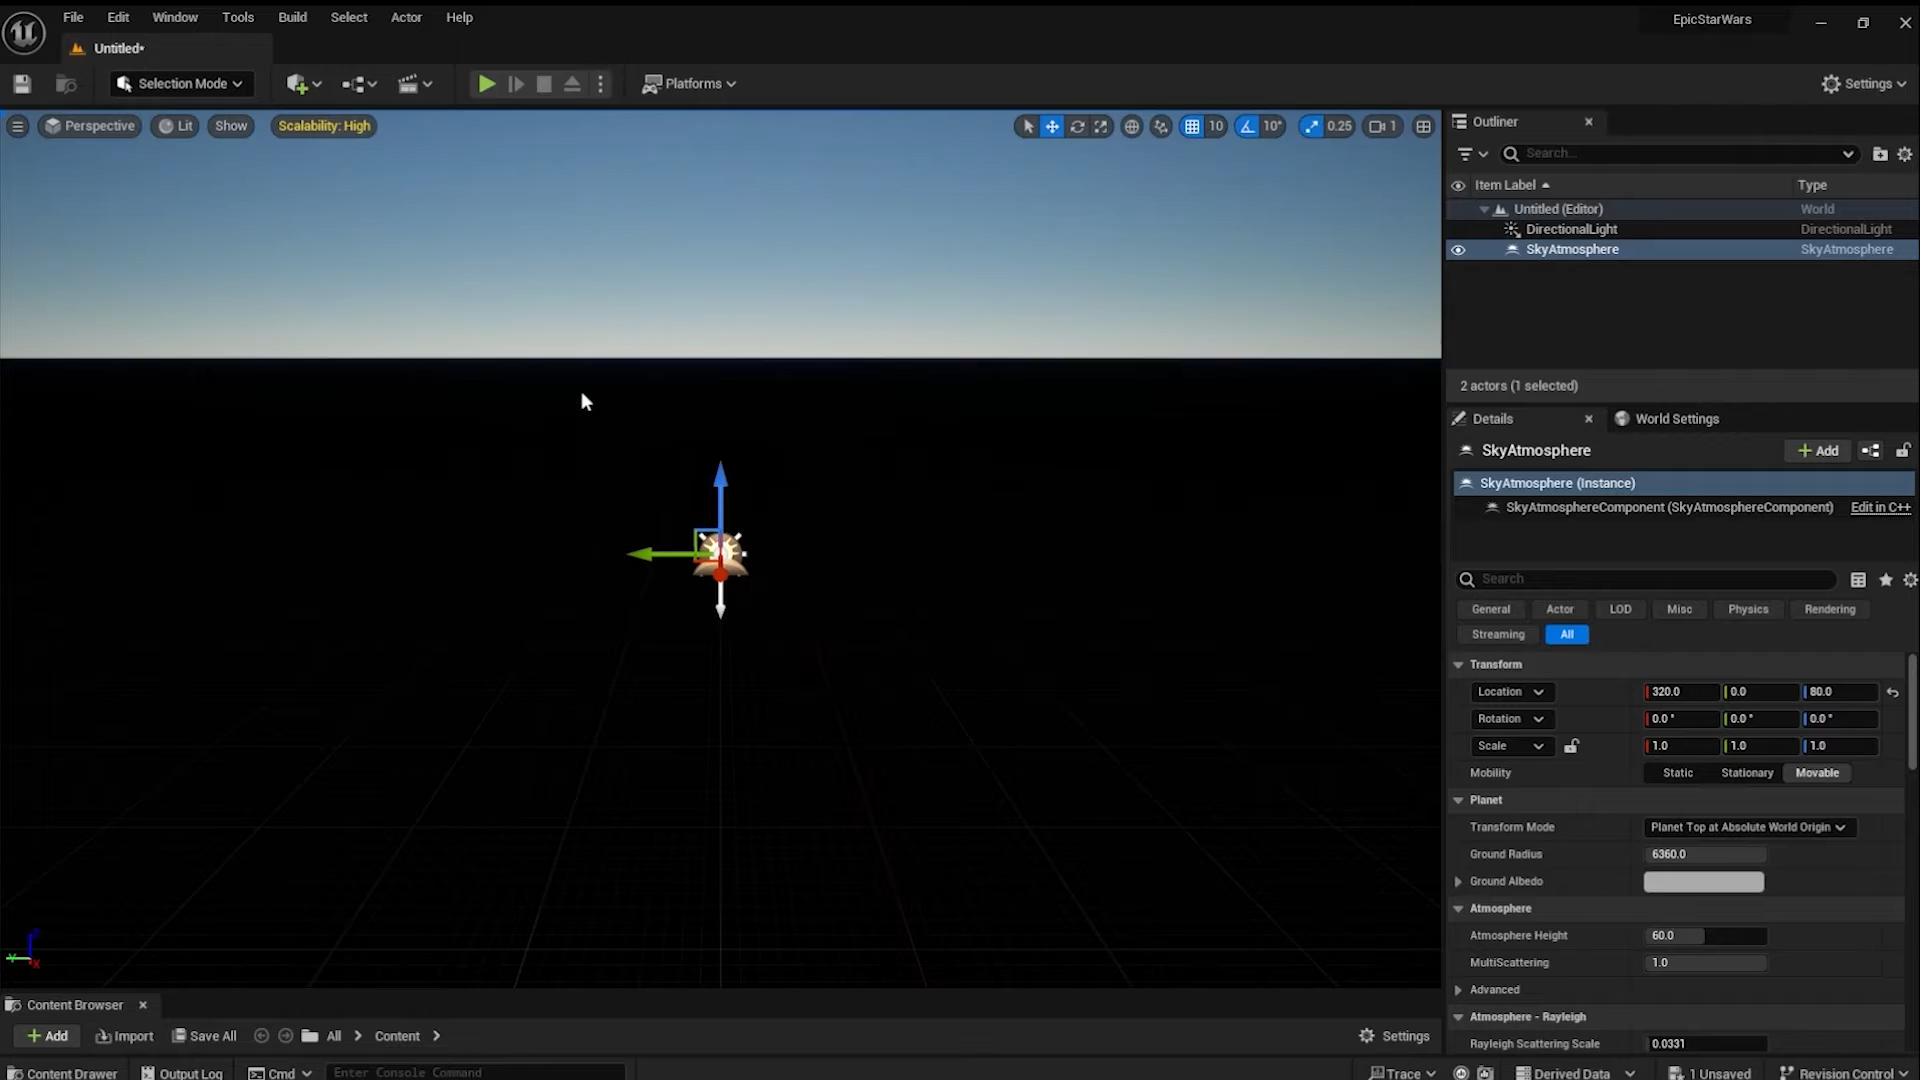 File Edit Window Tools Build Select Actor Help
EpicStarWars
Untitled*
Selection Mode
Platforms
Settings
Perspective Lit Show Scalability: High
10 10° 0.25 1
Outliner
Search...
Item Label Type
Untitled (Editor) World
DirectionalLight DirectionalLight
SkyAtmosphere SkyAtmosphere
2 actors (1 selected)
Details World Settings
SkyAtmosphere Add
SkyAtmosphere (Instance)
SkyAtmosphereComponent (SkyAtmosphereComponent) Edit in C++
Search
General Actor LOD Misc Physics Rendering
Streaming All
Transform
Location 320.0 0.0 80.0
Rotation 0.0° 0.0° 0.0°
Scale 1.0 1.0 1.0
Mobility Static Stationary Movable
Planet
Transform Mode Planet Top at Absolute World Origin
Ground Radius 6360.0
Ground Albedo
Atmosphere
Atmosphere Height 60.0
MultiScattering 1.0
Advanced
Atmosphere - Rayleigh
Rayleigh Scattering Scale 0.0331
Content Browser
Add Import Save All All Content
Settings
Content Drawer Output Log Cmd Enter Console Command
Trace Derived Data 1 Unsaved Revision Control